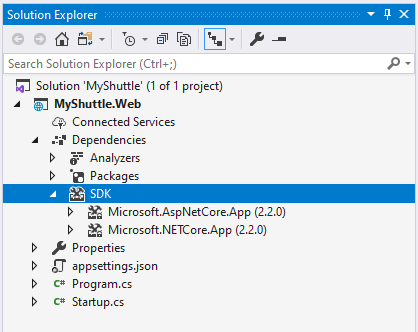 Solution Explorer
Search Solution Explorer (Ctrl+;)
Solution 'MyShuttle' (1 of 1 project)
MyShuttle.Web
Connected Services
Dependencies
Analyzers
Packages
SDK
Microsoft.AspNetCore.App (2.2.0)
Microsoft.NETCore.App (2.2.0)
Properties
appsettings.json
C# Program.cs
C# Startup.cs